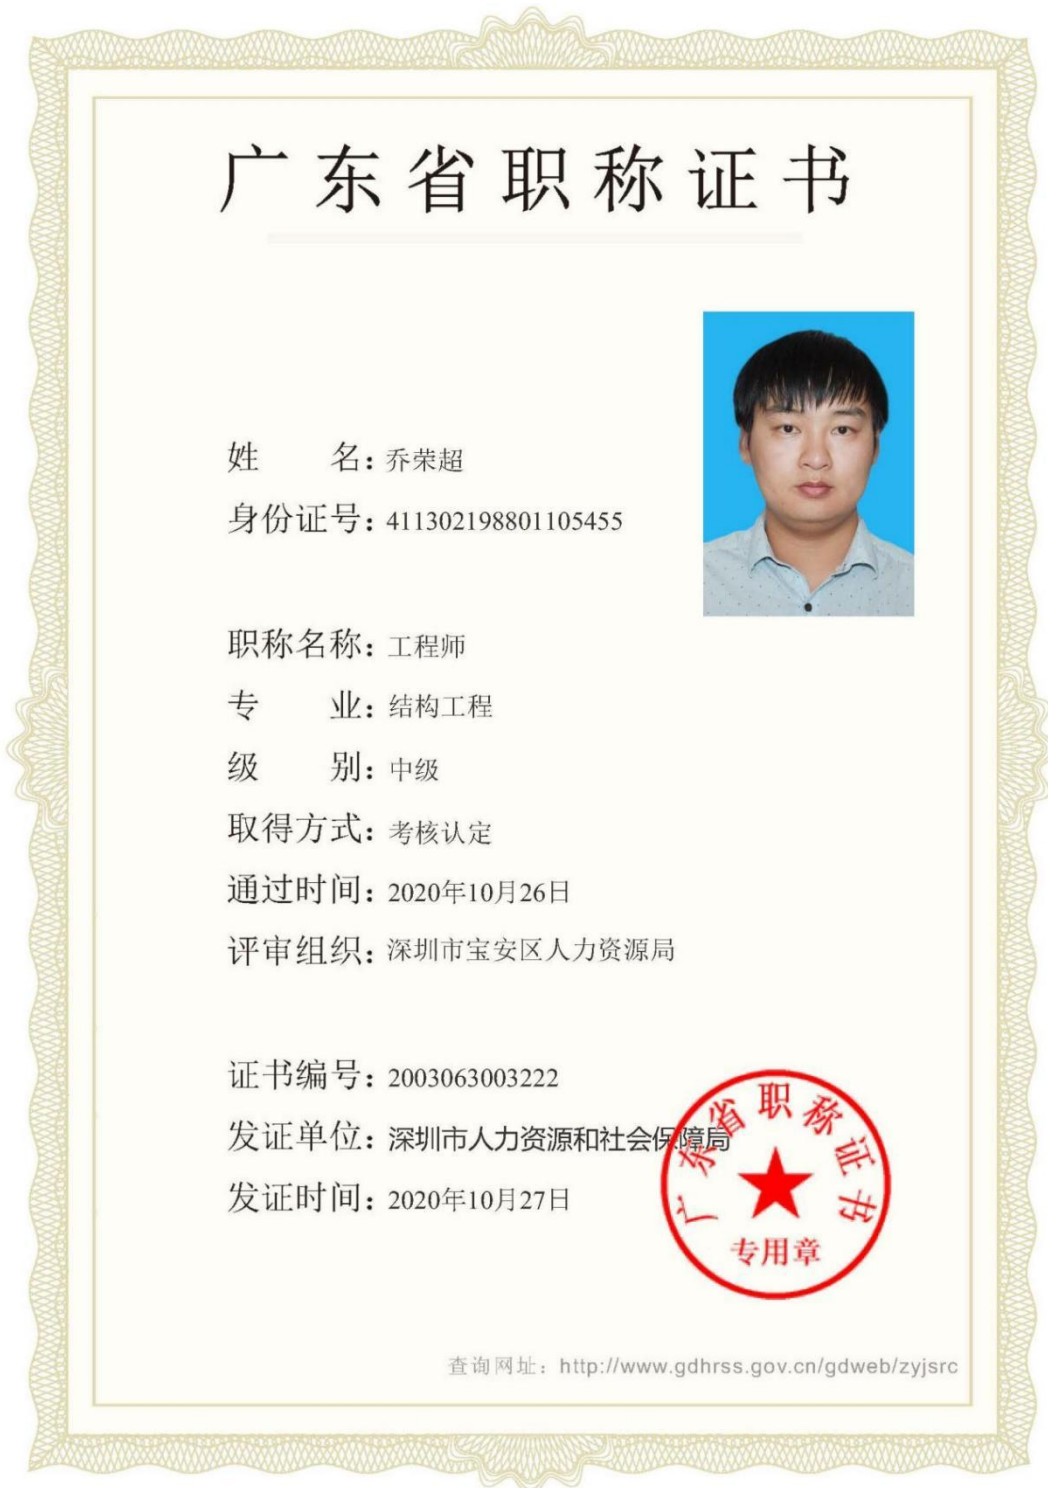 广东省职称证书
姓 名：乔荣超
身份证号：411302198801105455
职称名称：工程师
专 业：结构工程
级 别：中级
取得方式：考核认定
通过时间：2020年10月26日
评审组织：深圳市宝安区人力资源局
证书编号：2003063003222
发证单位：深圳市人力资源和社会保障局
发证时间：2020年10月27日
广东省职称证书
专用章
查询网址：http://www.gdhrss.gov.cn/gdweb/zyjsrc